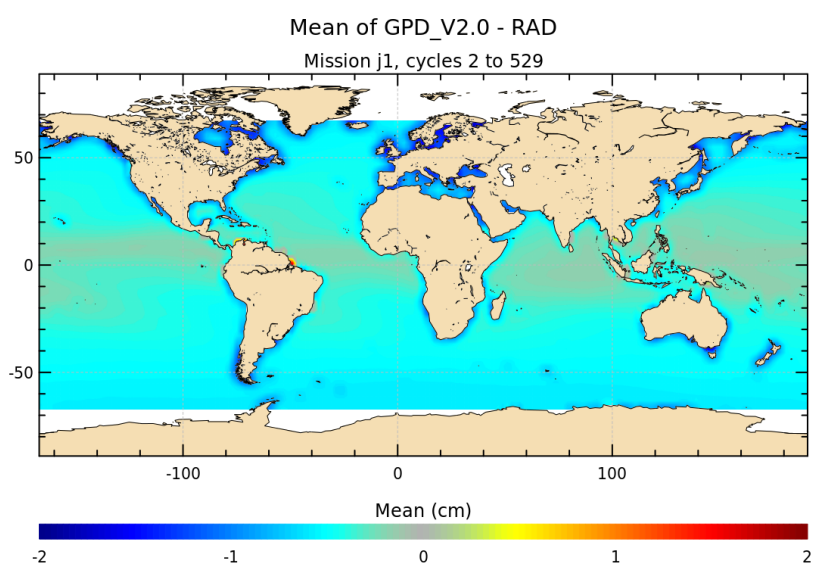 Mean of GPD_V2.0 - RAD
Mission j1, cycles 2 to 529
50
0
-50
-100 0 100
Mean (cm)
-2 -1 0 1 2